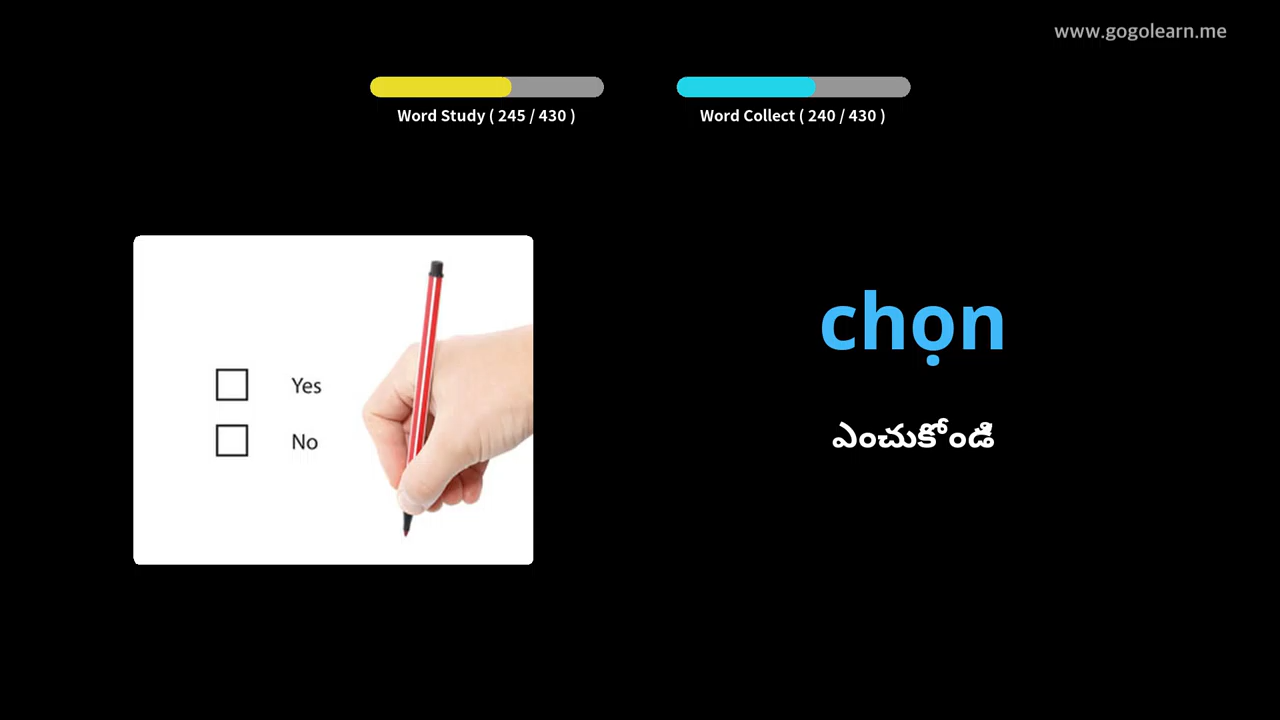 www.gogolearn.me
Word Study ( 245 / 430 )
Word Collect ( 240 / 430 )
Yes
No
chọn
ఎంచుకోండి